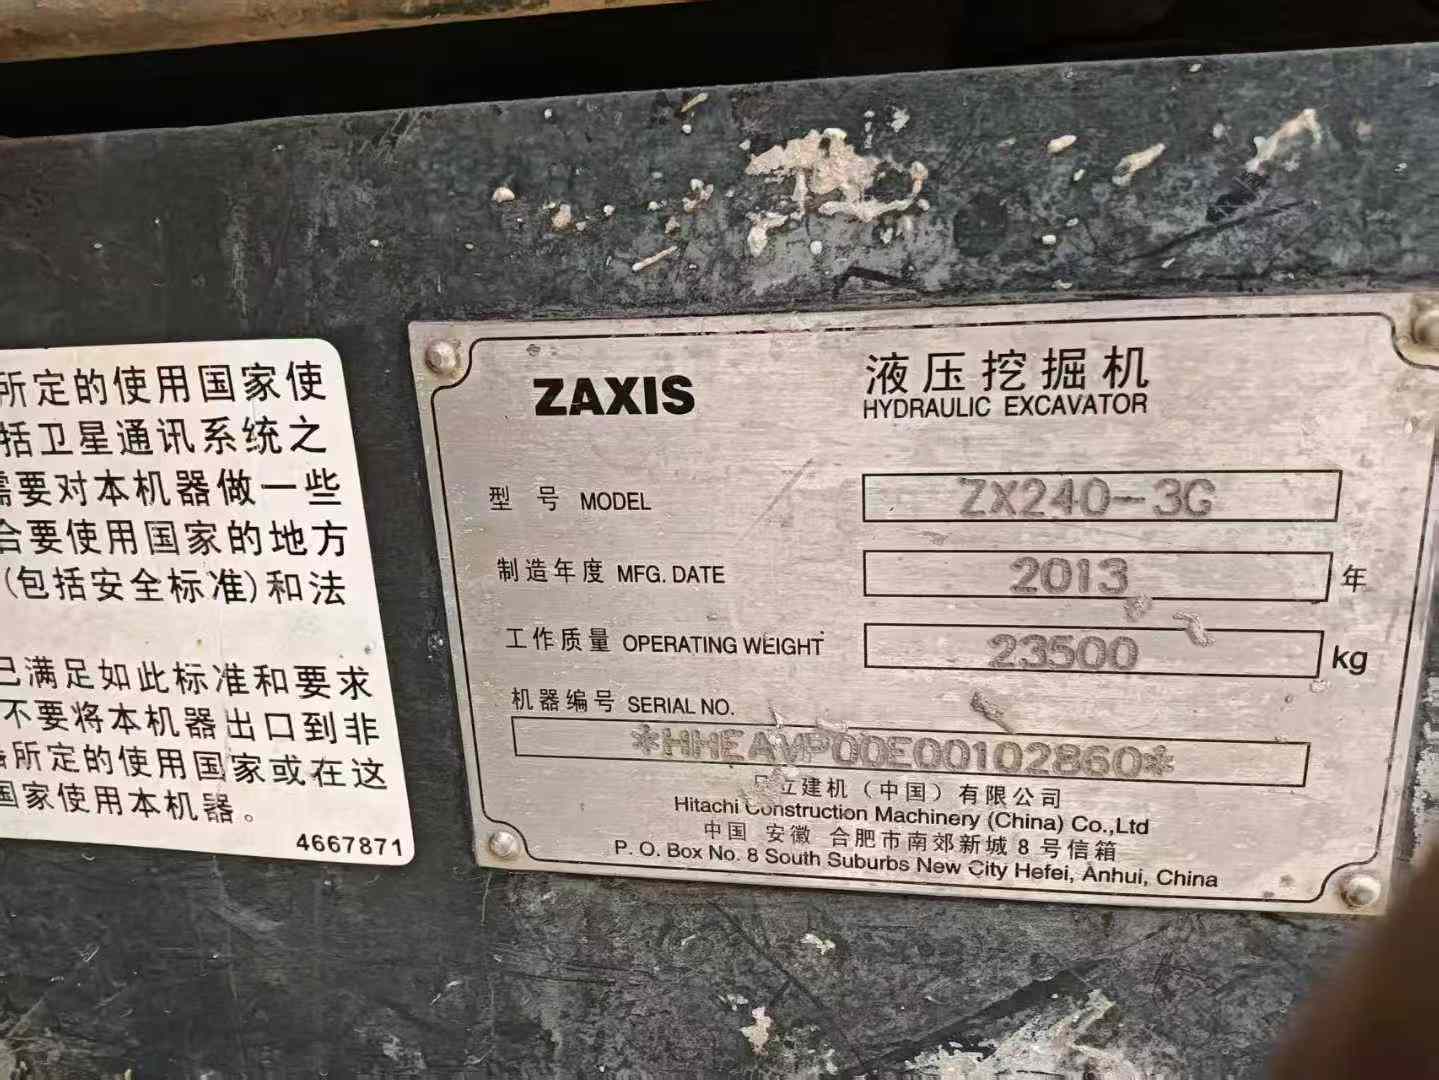 所定的使用国家使
括卫星通讯系统之
需要对本机器做一些
合要使用国家的地方
(包括安全标准)和法
已满足如此标准和要求
不要将本机器出口到非
所定的使用国家或在这
国家使用本机器。
4667871
ZAXIS
液压挖掘机
HYDRAULIC EXCAVATOR
型号 MODEL ZX240-3G
制造年度 MFG. DATE 2013 年
工作质量 OPERATING WEIGHT 23500 kg
机器编号 SERIAL NO.
*HHEAVP00E00102860*
立建机（中国）有限公司
Hitachi Construction Machinery (China) Co.,Ltd
中国 安徽 合肥市南郊新城 8 号信箱
P. O. Box No. 8 South Suburbs New City Hefei, Anhui, China